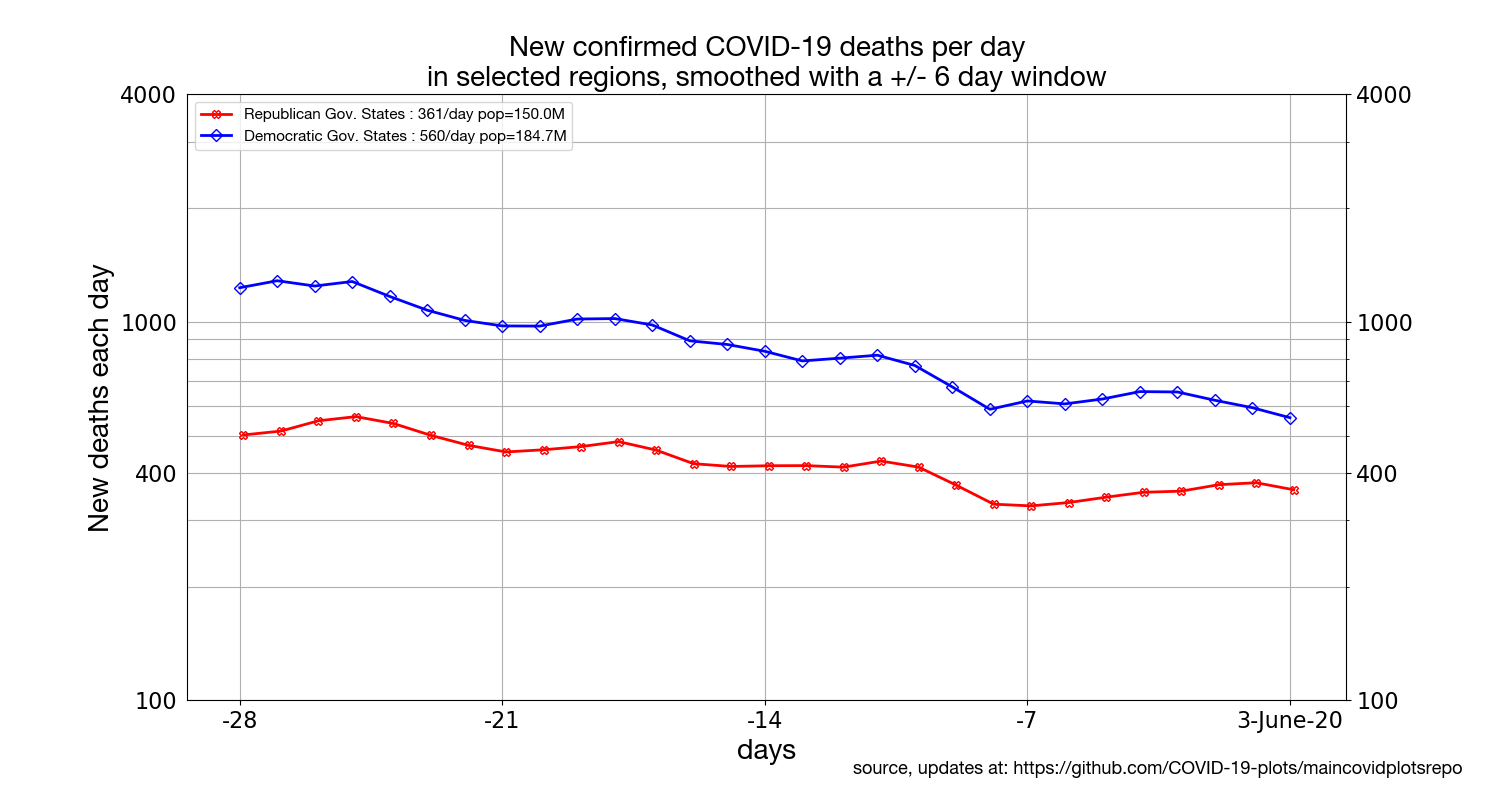 New confirmed COVID-19 deaths per day
in selected regions, smoothed with a +/- 6 day window
4000
4000
Republican Gov. States : 361/day pop=150.0M
Democratic Gov. States : 560/day pop=184.7M
New deaths each day
1000
1000
400
400
100
100
-28
-21
-14
-7
3-June-20
days
source, updates at: https://github.com/COVID-19-plots/maincovidplotsrepo